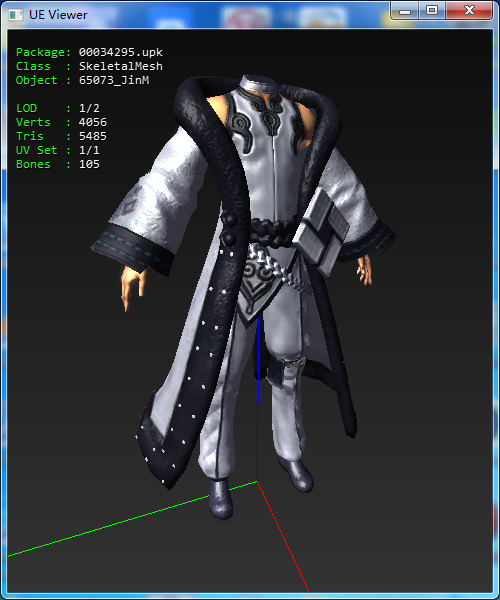 UE Viewer
Package: 00034295.upk
Class : SkeletalMesh
Object : 65073_JinM
LOD : 1/2
Verts : 4056
Tris : 5485
UV Set : 1/1
Bones : 105